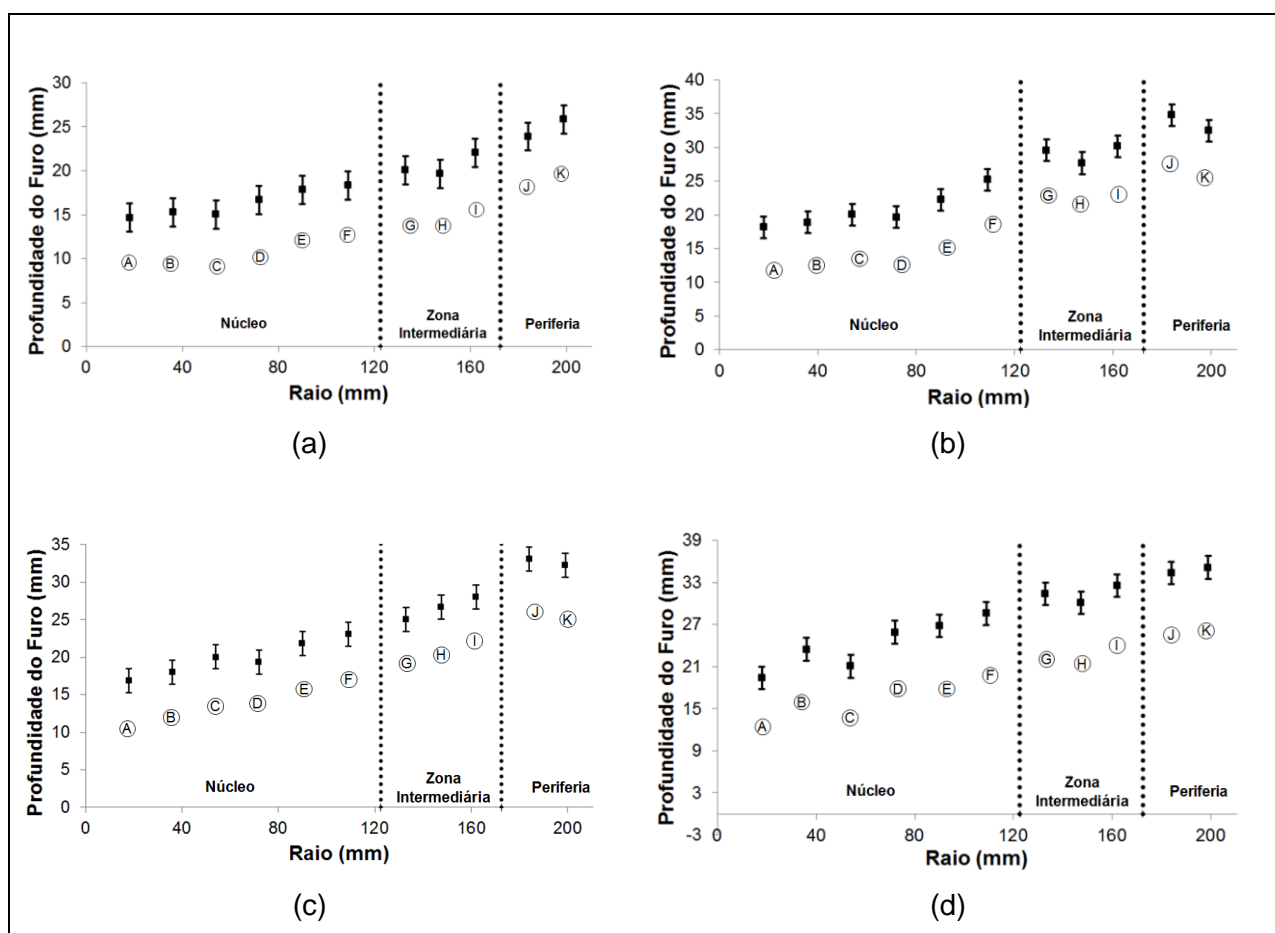 30
25
20
15
10
5
0
Profundidade do Furo (mm)
A
B
C
D
E
F
G
H
I
J
K
Núcleo
Zona
Intermediária
Periferia
0 40 80 120 160 200
Raio (mm)
(a)
40
35
30
25
20
15
10
5
0
Profundidade do Furo (mm)
A
B
C
D
E
F
G
H
I
J
K
Núcleo
Zona
Intermediária
Periferia
0 40 80 120 160 200
Raio (mm)
(b)
35
30
25
20
15
10
5
0
Profundidade do Furo (mm)
A
B
C
D
E
F
G
H
I
J
K
Núcleo
Zona
Intermediária
Periferia
0 40 80 120 160 200
Raio (mm)
(c)
39
33
27
21
15
9
3
-3
Profundidade do Furo (mm)
A
B
C
D
E
F
G
H
I
J
K
Núcleo
Zona
Intermediária
Periferia
0 40 80 120 160 200
Raio (mm)
(d)